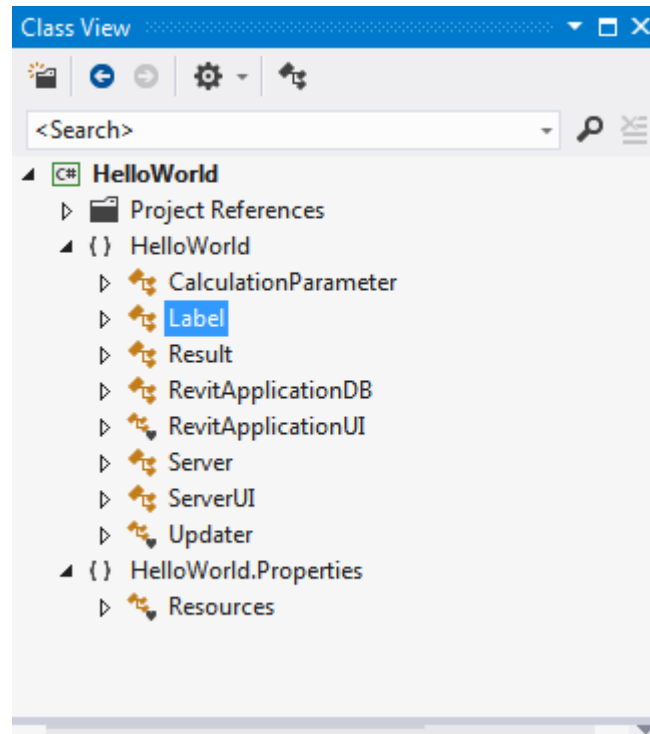 Class View
<Search>
C# HelloWorld
Project References
{ } HelloWorld
CalculationParameter
Label
Result
RevitApplicationDB
RevitApplicationUI
Server
ServerUI
Updater
{ } HelloWorld.Properties
Resources